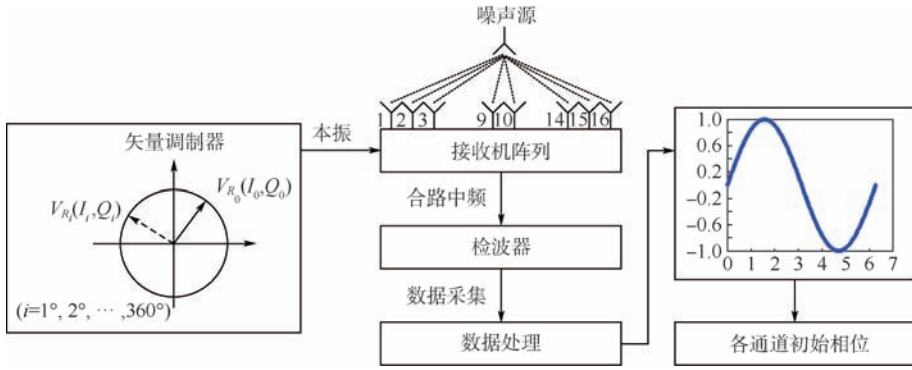 噪声源
1 2 3 9 10 14 15 16
接收机阵列
本振
矢量调制器
V_{R_i}(I_i,Q_i)
V_{R_0}(I_0,Q_0)
(i=1°, 2°, ⋯ ,360°)
合路中频
检波器
数据采集
数据处理
1.0
0.6
0.2
−0.2
−0.6
−1.0
0 1 2 3 4 5 6 7
各通道初始相位